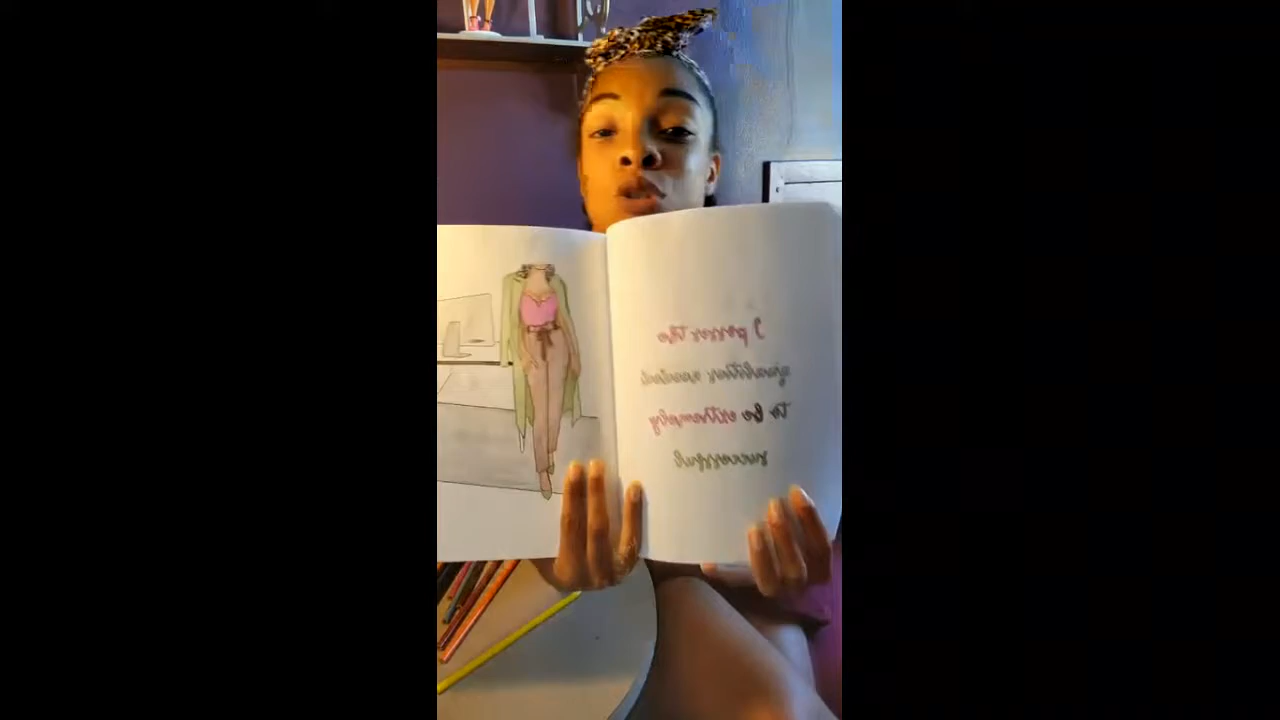 I possess the
qualities needed
to be extremely
successful